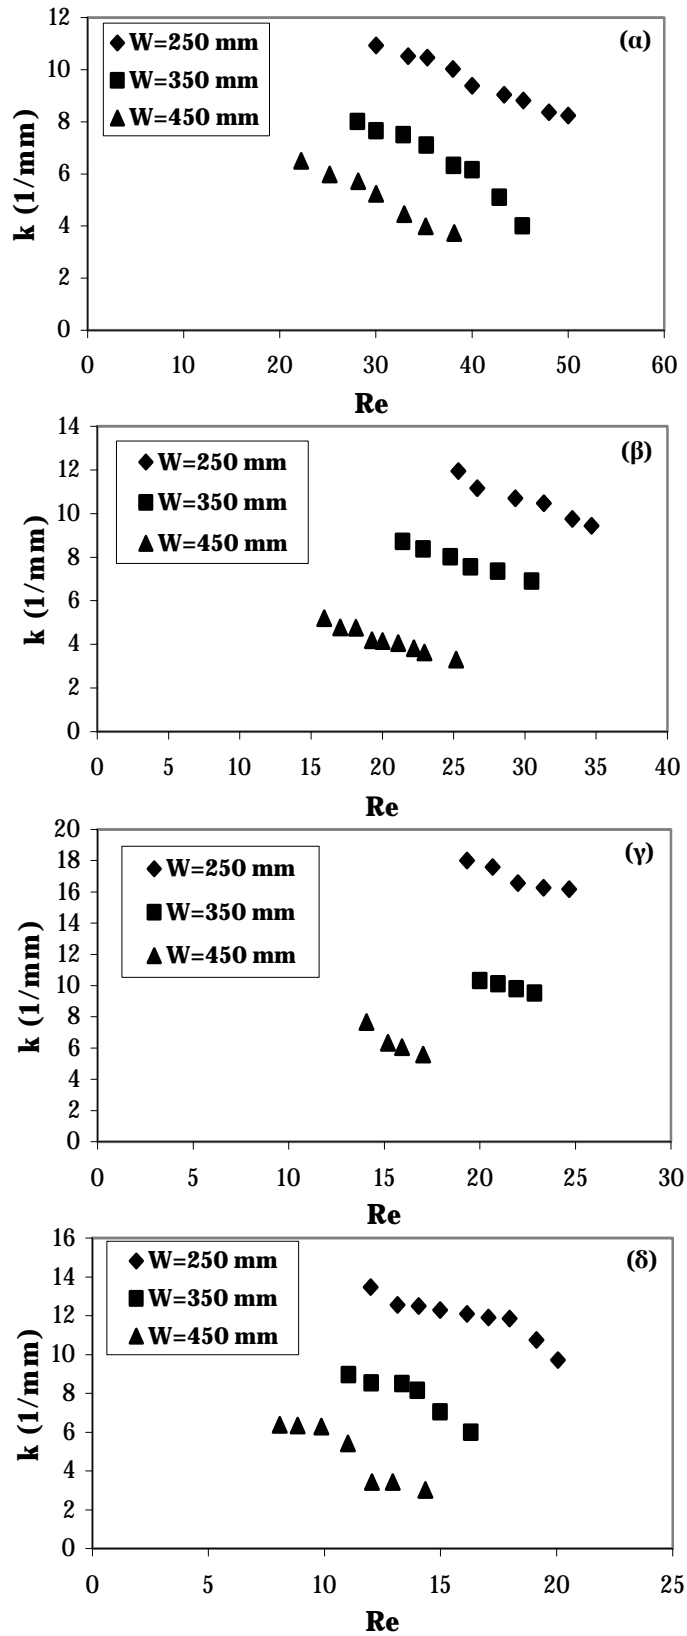 12
10
8
6
4
2
0
k (1/mm)
W=250 mm
W=350 mm
W=450 mm
(α)
0 10 20 30 40 50 60
Re
14
12
10
8
6
4
2
0
k (1/mm)
W=250 mm
W=350 mm
W=450 mm
(β)
0 5 10 15 20 25 30 35 40
Re
20
18
16
14
12
10
8
6
4
2
0
k (1/mm)
W=250 mm
W=350 mm
W=450 mm
(γ)
0 5 10 15 20 25 30
Re
16
14
12
10
8
6
4
2
0
k (1/mm)
W=250 mm
W=350 mm
W=450 mm
(δ)
0 5 10 15 20 25
Re